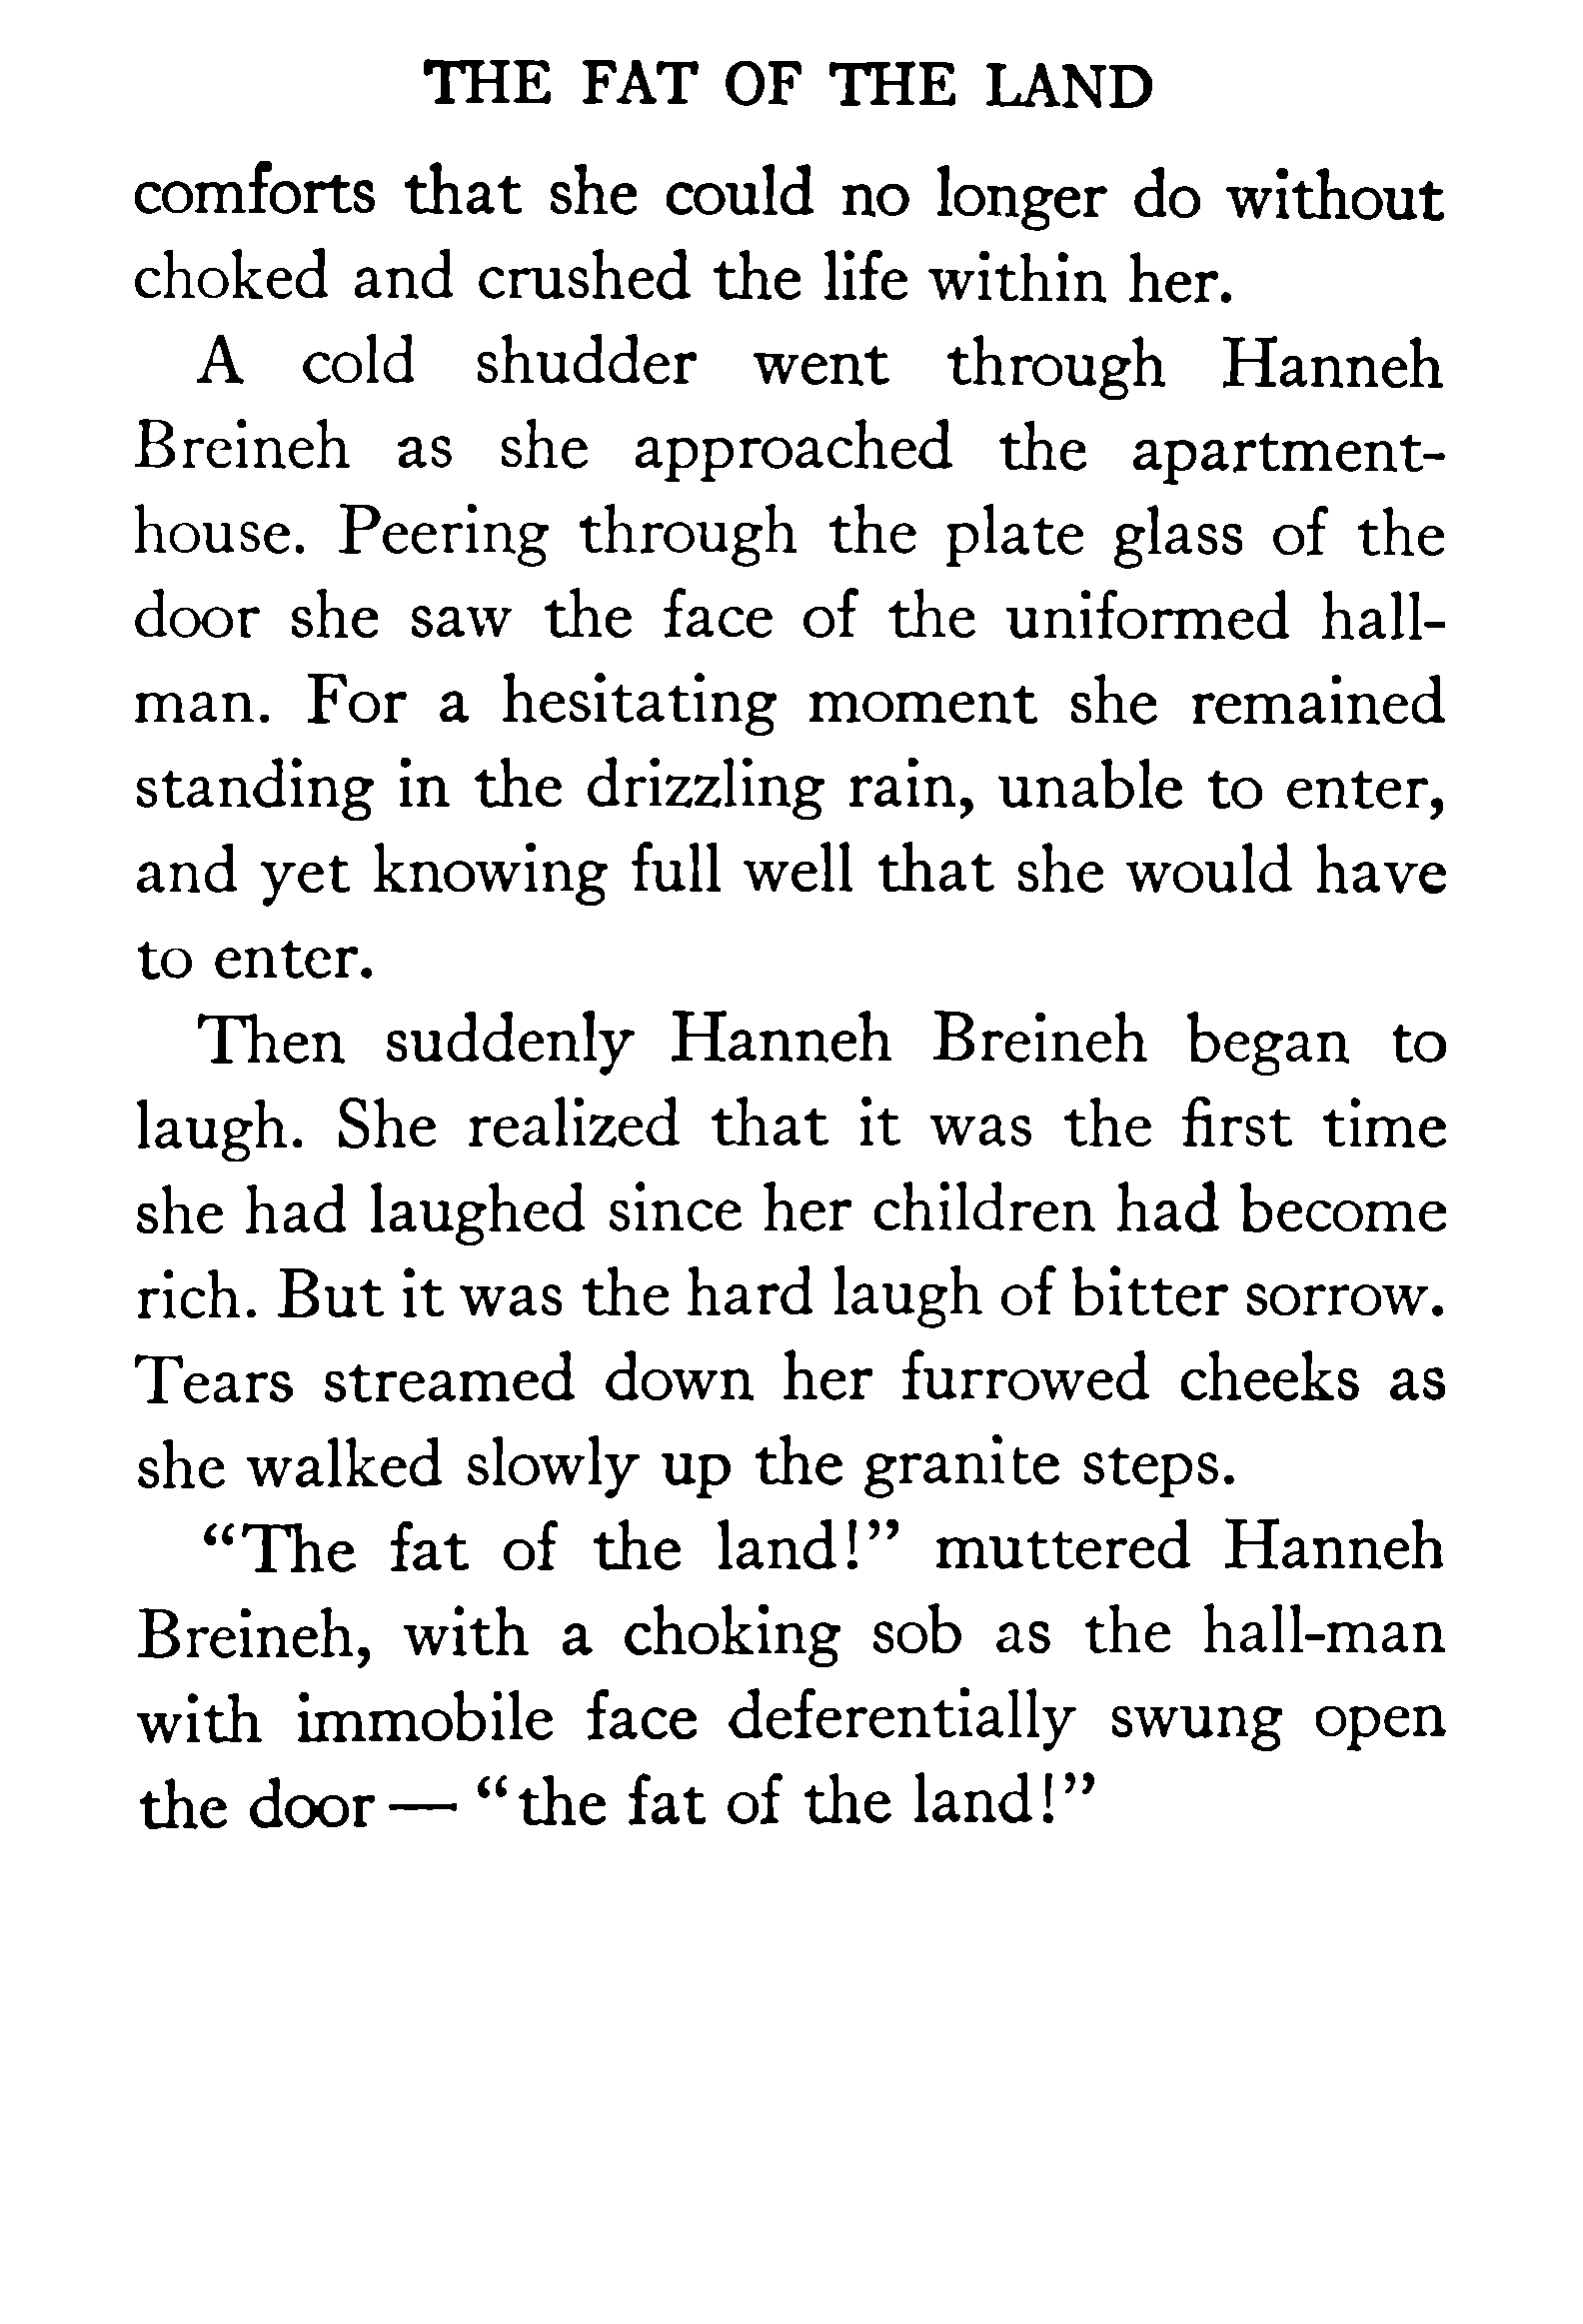 THE FAT OF THE LAND
comforts that she could no longer do without
choked and crushed the life within her.
A cold shudder went through Hanneh
Breineh as she approached the apartment-
house. Peering through the plate glass of the
door she saw the face of the uniformed hall-
man. For a hesitating moment she remained
standing in the drizzling rain, unable to enter,
and yet knowing full well that she would have
to enter.
Then suddenly Hanneh Breineh began to
laugh. She realized that it was the first time
she had laughed since her children had become
rich. But it was the hard laugh of bitter sorrow.
Tears streamed down her furrowed cheeks as
she walked slowly up the granite steps.
“The fat of the land!” muttered Hanneh
Breineh, with a choking sob as the hall-man
with immobile face deferentially swung open
the door — “the fat of the land!”